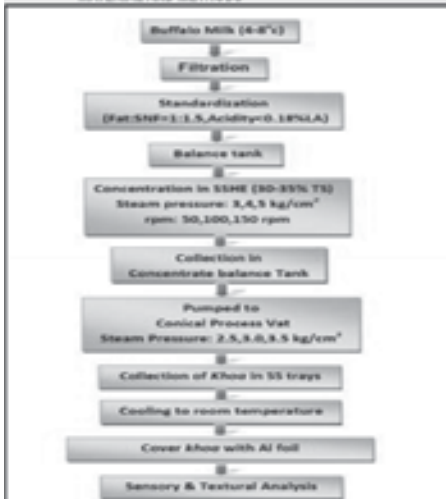 Buffalo Milk (4-8°c)
Filtration
Standardization
(Fat:SNF=1:1.5,Acidity<0.18%LA)
Balance tank
Concentration in SSHE (30-35% TS)
Steam pressure: 3,4,5 kg/cm²
rpm: 50,100,150 rpm
Collection in
Concentrate balance Tank
Pumped to
Conical Process Vat
Steam Pressure: 2.5,3.0,3.5 kg/cm²
Collection of Khoa in SS trays
Cooling to room temperature
Cover khoa with Al foil
Sensory & Textural Analysis